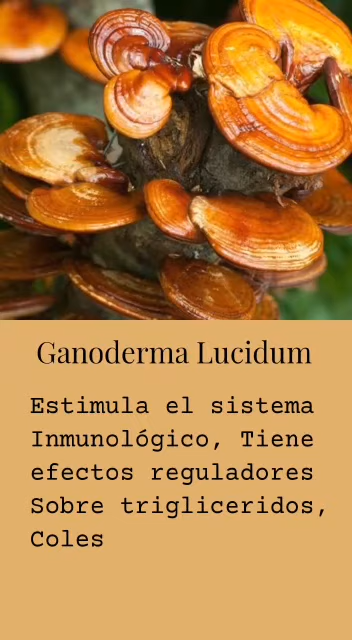 Ganoderma Lucidum
Estimula el sistema
Inmunológico, Tiene
efectos reguladores
Sobre trigliceridos,
Coles